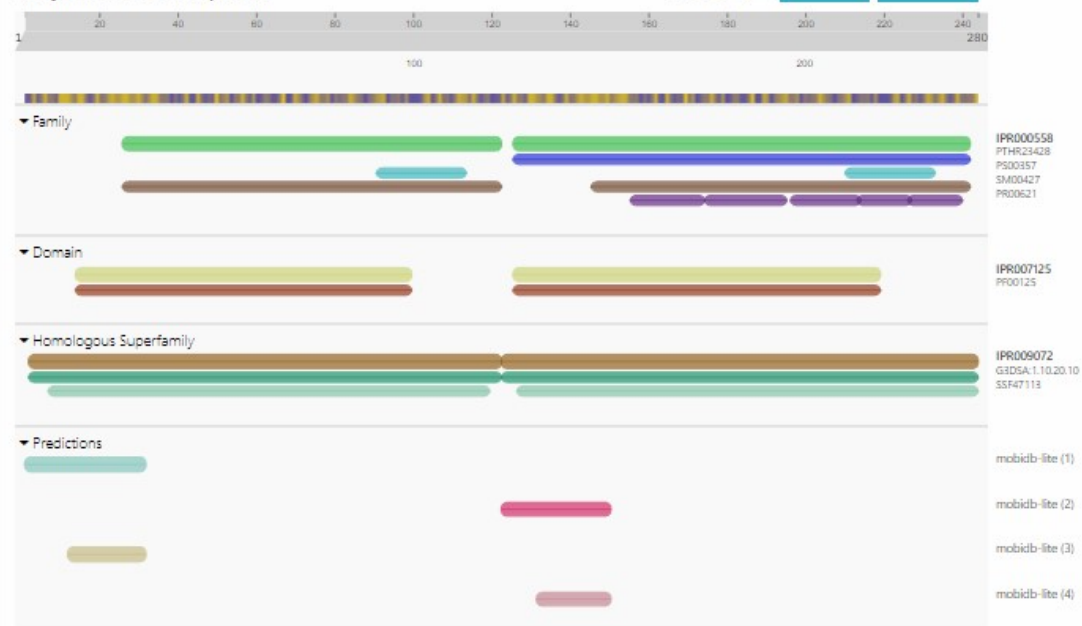 20 40 60 80 100 120 140 160 180 200 220 240
1 280
100 200
Family
IPR000558
PTHR23428
PS00357
SM00427
PR00621
Domain
IPR007125
PF00125
Homologous Superfamily
IPR009072
G3DSA:1.10.20.10
SSF47113
Predictions
mobidb-lite (1)
mobidb-lite (2)
mobidb-lite (3)
mobidb-lite (4)